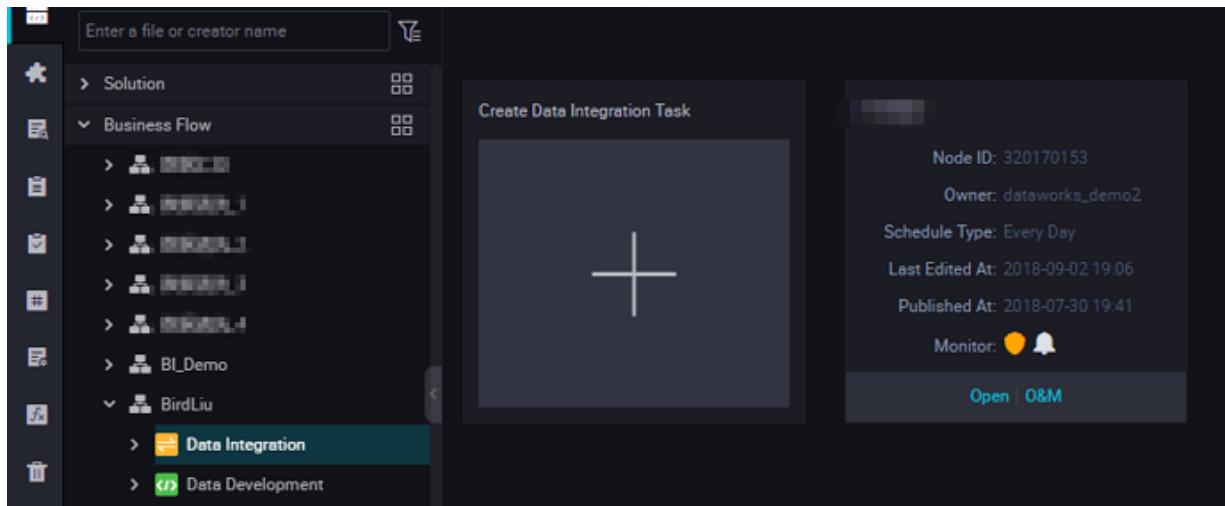 Enter a file or creator name
Solution
Business Flow
BI_Demo
BirdLiu
Data Integration
Data Development
Create Data Integration Task
Node ID: 320170153
Owner: dataworks_demo2
Schedule Type: Every Day
Last Edited At: 2018-09-02 19:06
Published At: 2018-07-30 19:41
Monitor:
Open | O&M